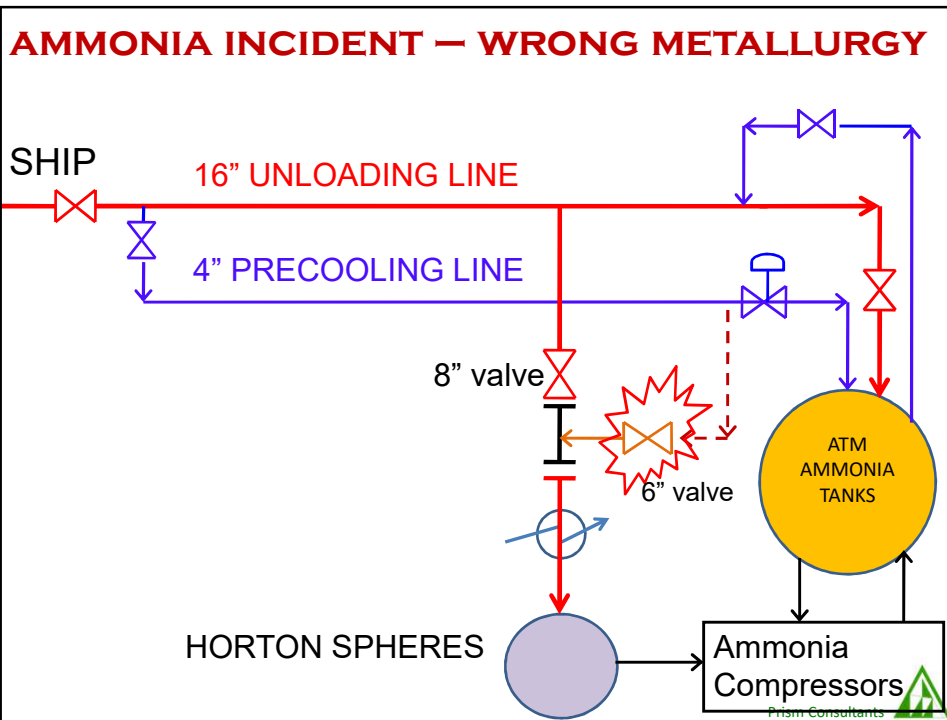 AMMONIA INCIDENT – WRONG METALLURGY
SHIP
16” UNLOADING LINE
4” PRECOOLING LINE
8” valve
6” valve
ATM
AMMONIA
TANKS
HORTON SPHERES
Ammonia
Compressors
Prism Consultants